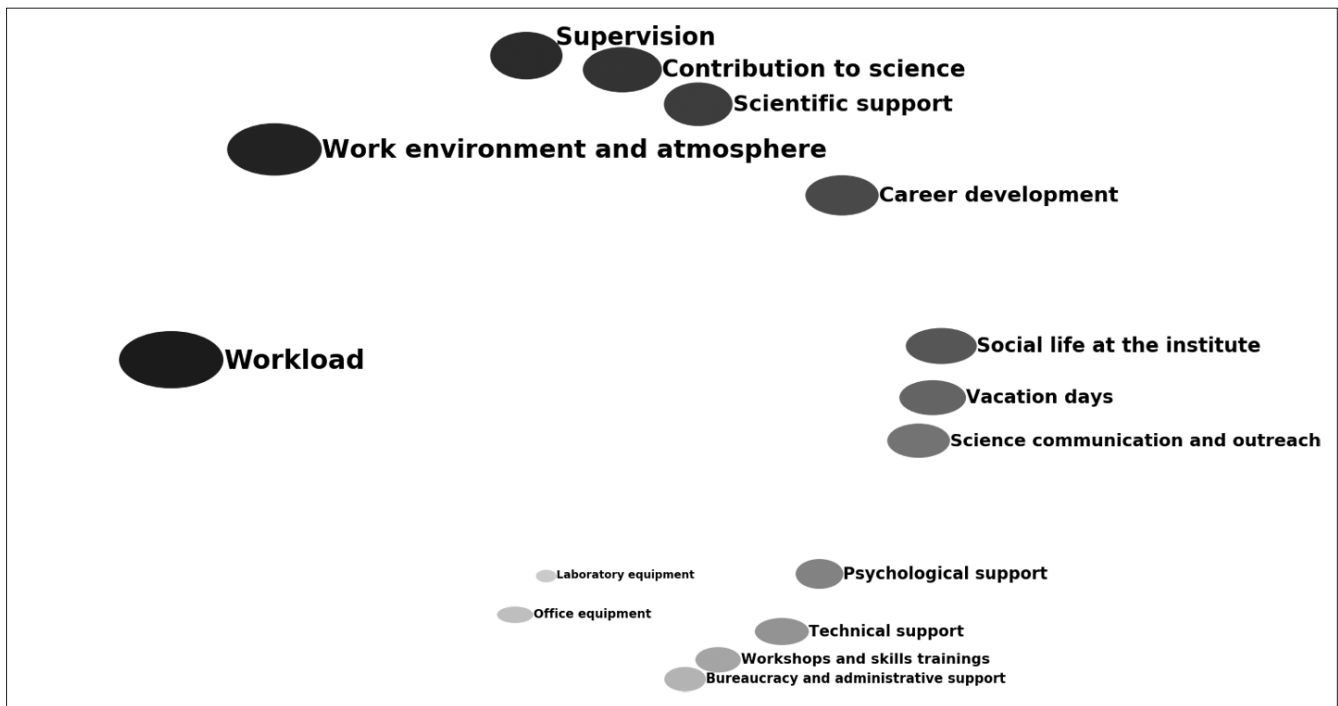 Supervision
Contribution to science
Scientific support
Work environment and atmosphere
Career development
Social life at the institute
Workload
Vacation days
Science communication and outreach
Psychological support
Laboratory equipment
Office equipment
Technical support
Workshops and skills trainings
Bureaucracy and administrative support